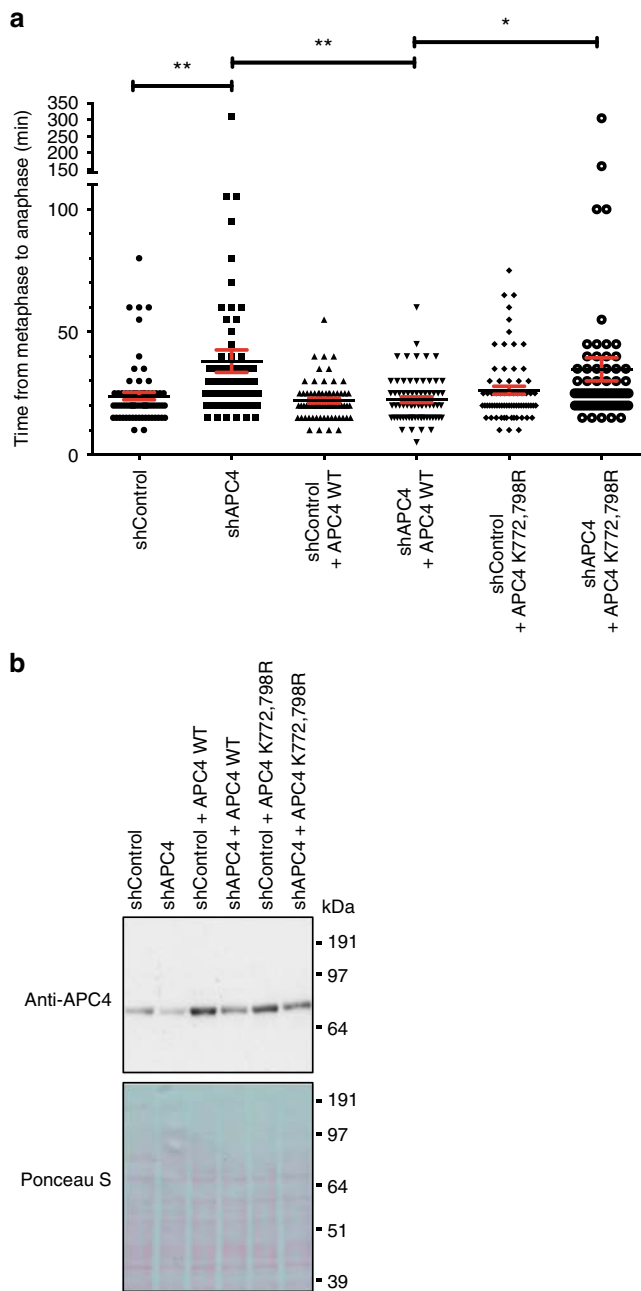 a
**
**
*
Time from metaphase to anaphase (min)
350
300
250
200
150
100
50
0
shControl
shAPC4
shControl
+ APC4 WT
shAPC4
+ APC4 WT
shControl
+ APC4 K772,798R
shAPC4
+ APC4 K772,798R
b
shControl
shAPC4
shControl + APC4 WT
shAPC4 + APC4 WT
shControl + APC4 K772,798R
shAPC4 + APC4 K772,798R
kDa
Anti-APC4
191
97
64
Ponceau S
191
97
64
51
39